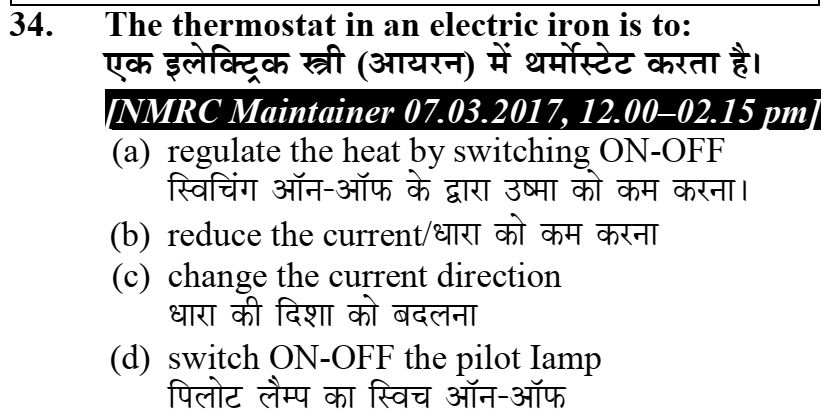 34. The thermostat in an electric iron is to:
एक इलेक्ट्रिक स्त्री (आयरन) में थर्मोस्टेट करता है।
[NMRC Maintainer 07.03.2017, 12.00–02.15 pm]
(a) regulate the heat by switching ON-OFF
स्विचिंग ऑन-ऑफ के द्वारा उष्मा को कम करना।
(b) reduce the current/धारा को कम करना
(c) change the current direction
धारा की दिशा को बदलना
(d) switch ON-OFF the pilot Iamp
पिलोट लैम्प का स्विच ऑन-ऑफ